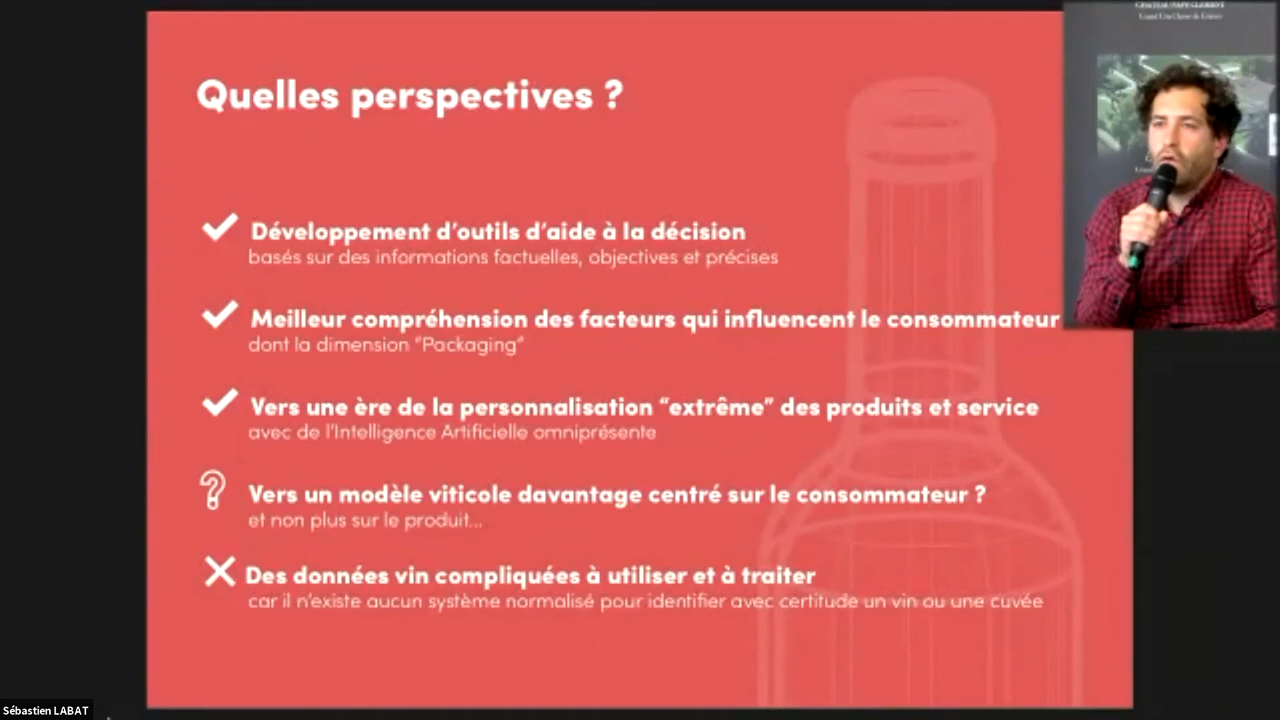 Quelles perspectives ?
Développement d'outils d'aide à la décision
basés sur des informations factuelles, objectives et précises
Meilleur compréhension des facteurs qui influencent le consommateur
dont la dimension "Packaging"
Vers une ère de la personnalisation "extrême" des produits et service
avec de l'Intelligence Artificielle omniprésente
Vers un modèle viticole davantage centré sur le consommateur ?
et non plus sur le produit...
Des données vin compliquées à utiliser et à traiter
car il n'existe aucun système normalisé pour identifier avec certitude un vin ou une cuvée
Sébastien LABAT